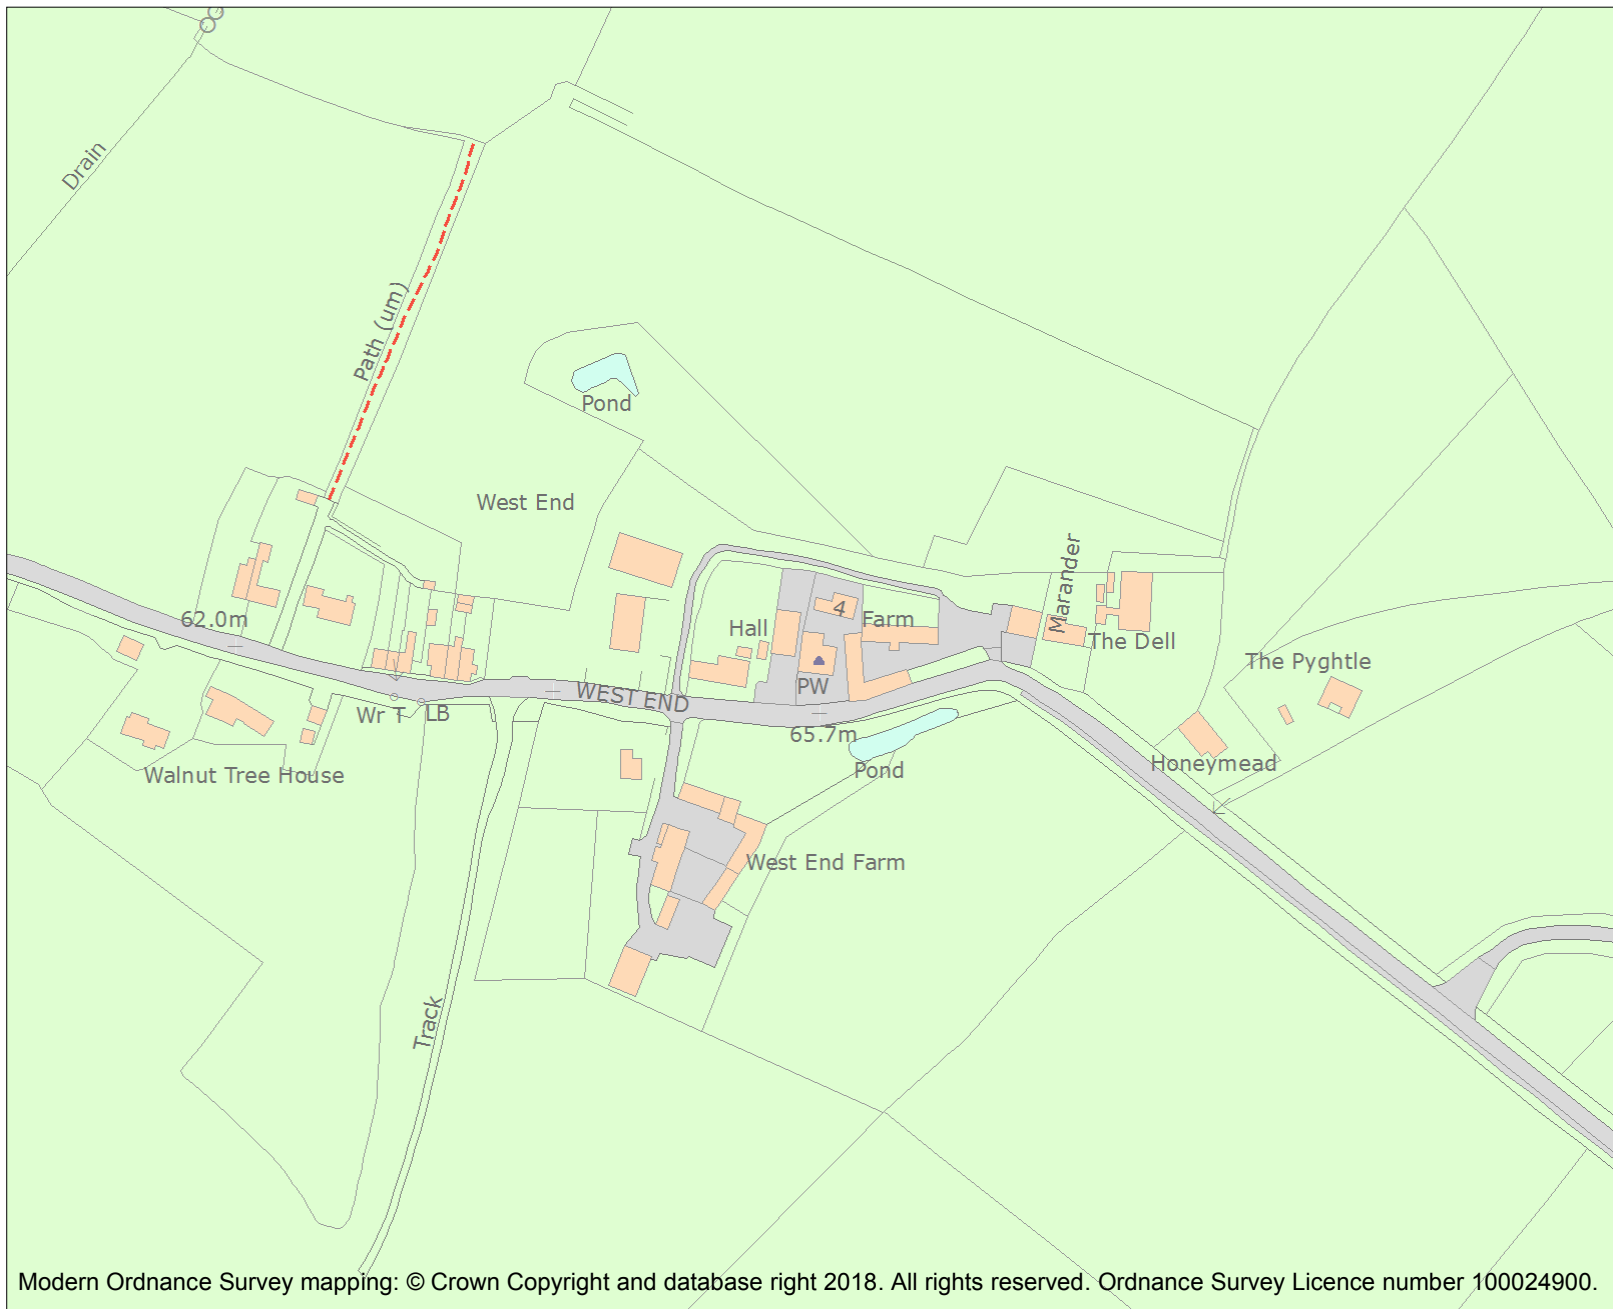 Drain
Path (um)
Pond
West End
Marander
62.0m
Hall
4
Farm
The Dell
The Pyghtle
PW
WEST END
Wr T
LB
65.7m
Pond
Honeymead
Walnut Tree House
West End Farm
Track
Modern Ordnance Survey mapping: © Crown Copyright and database right 2018. All rights reserved. Ordnance Survey Licence number 100024900.